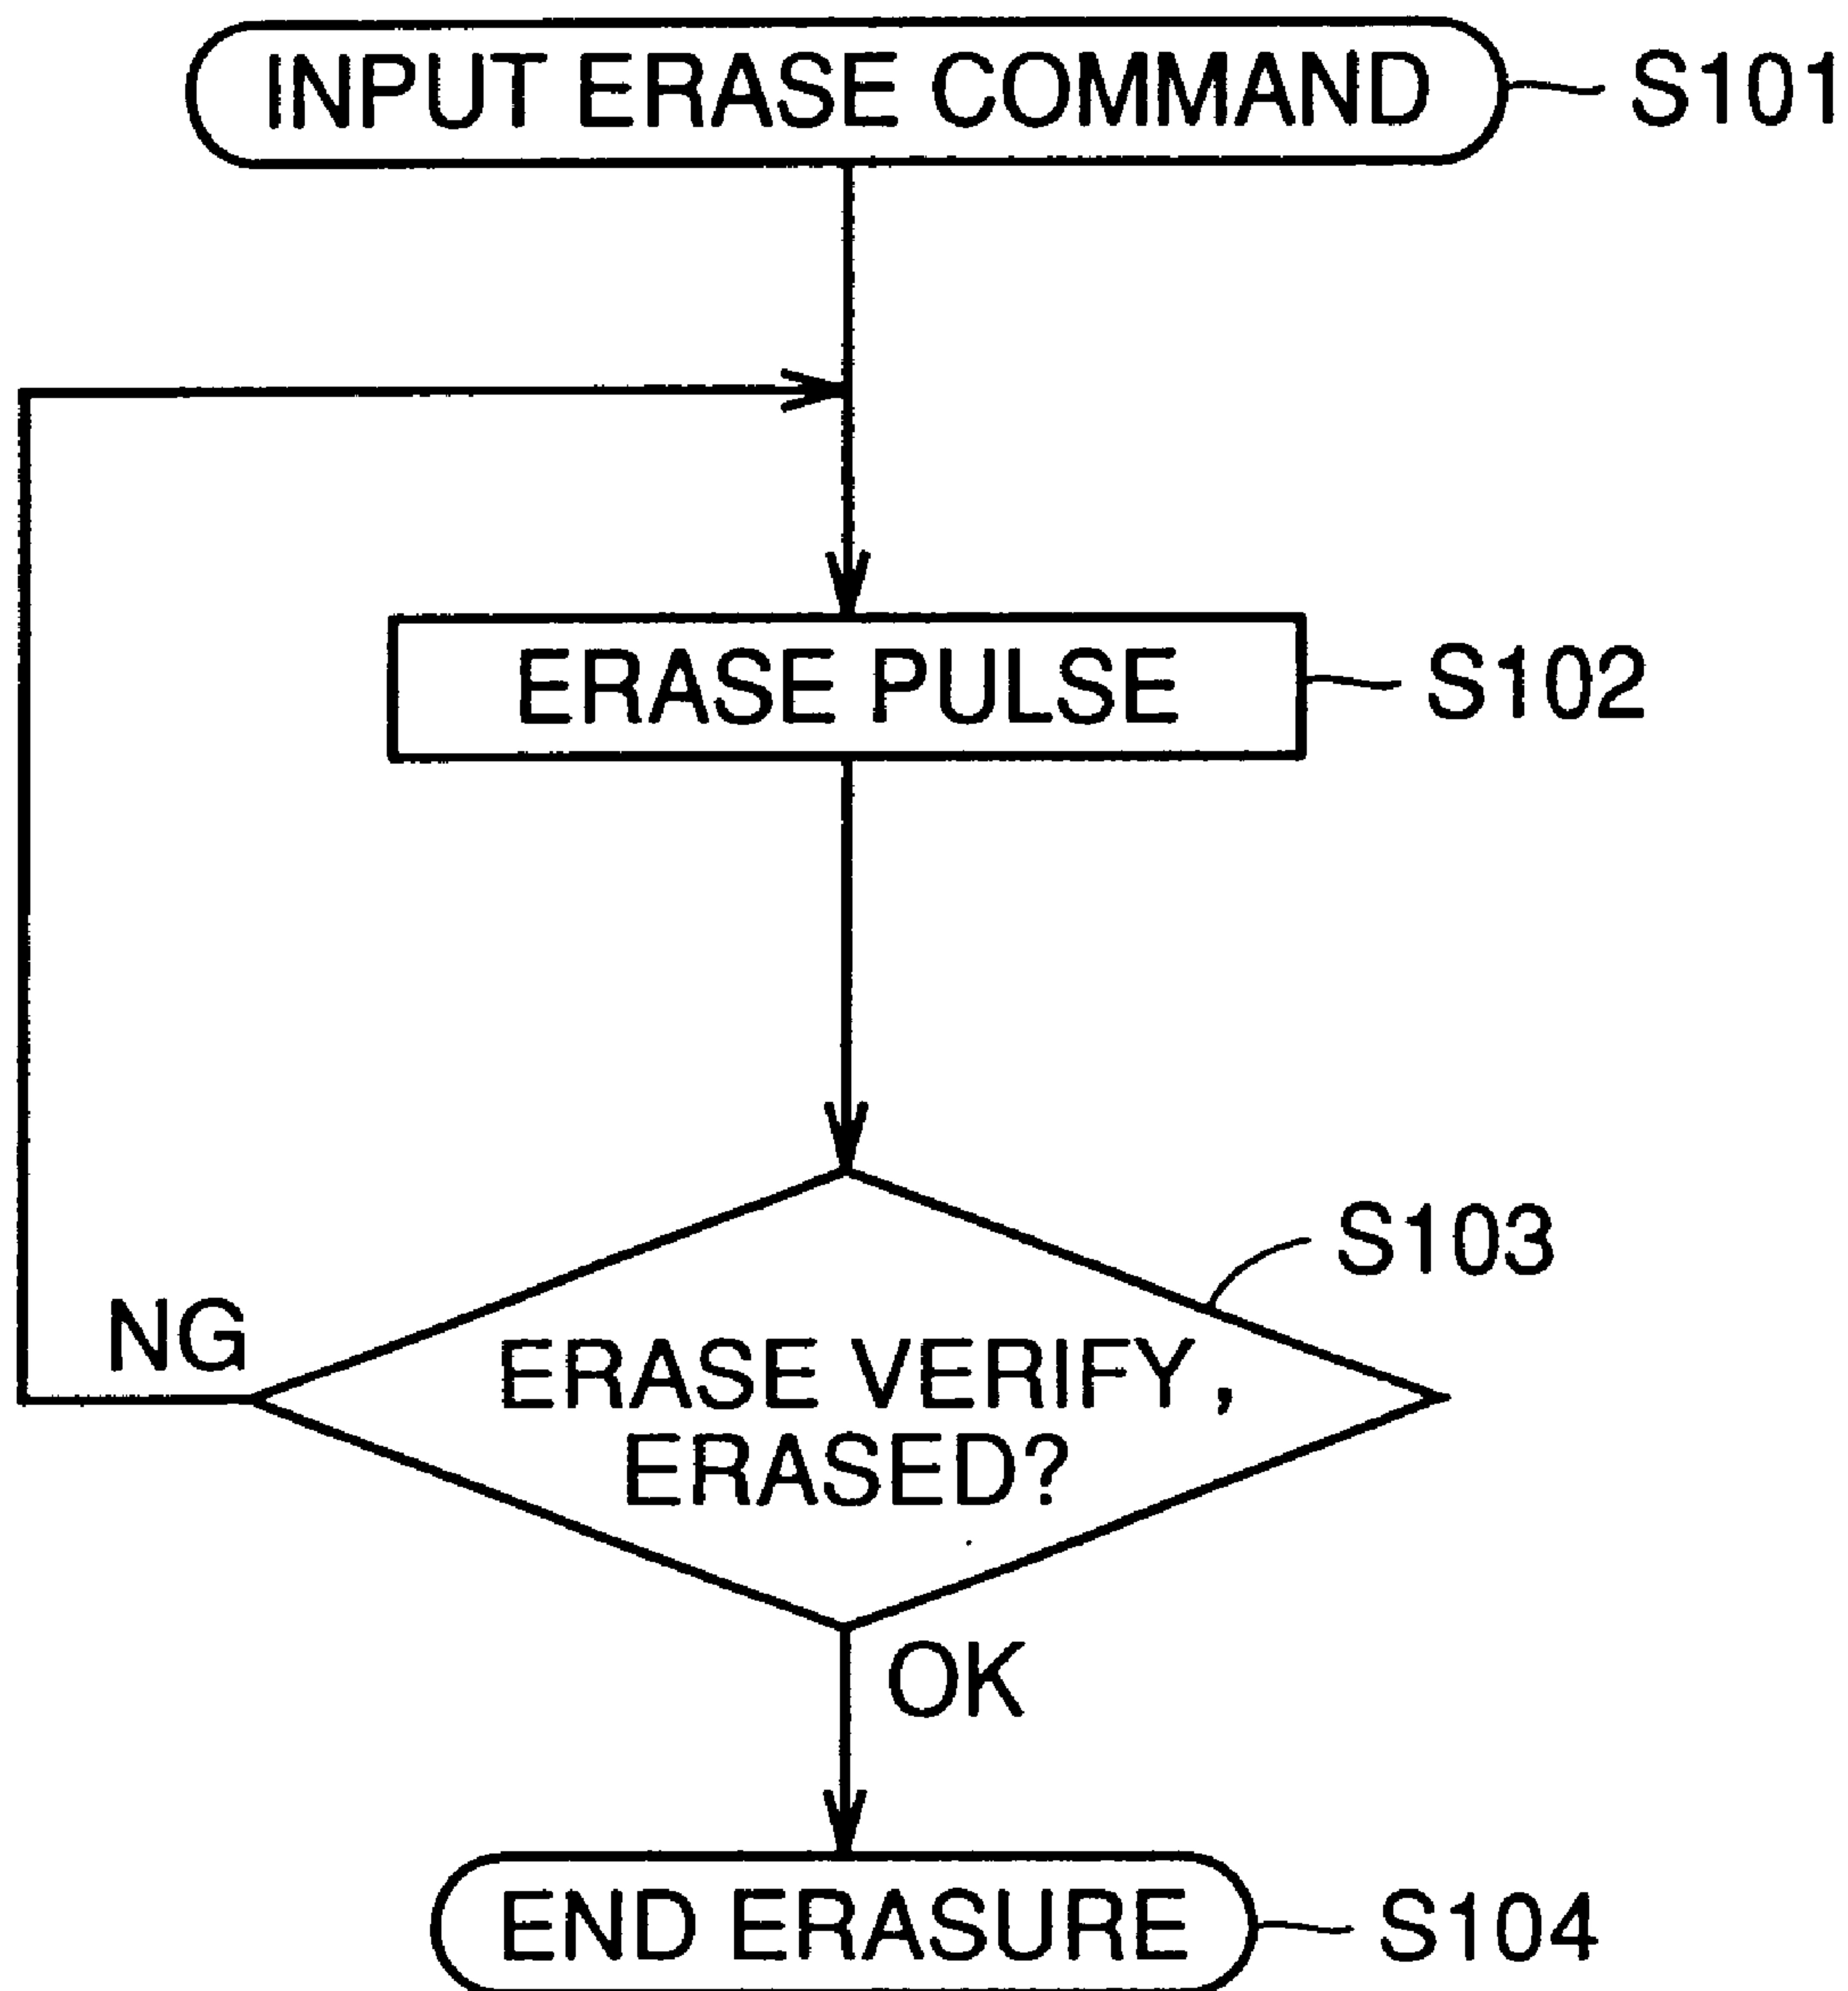 INPUT ERASE COMMAND S101
ERASE PULSE S102
S103
NG
ERASE VERIFY,
ERASED?
OK
END ERASURE S104